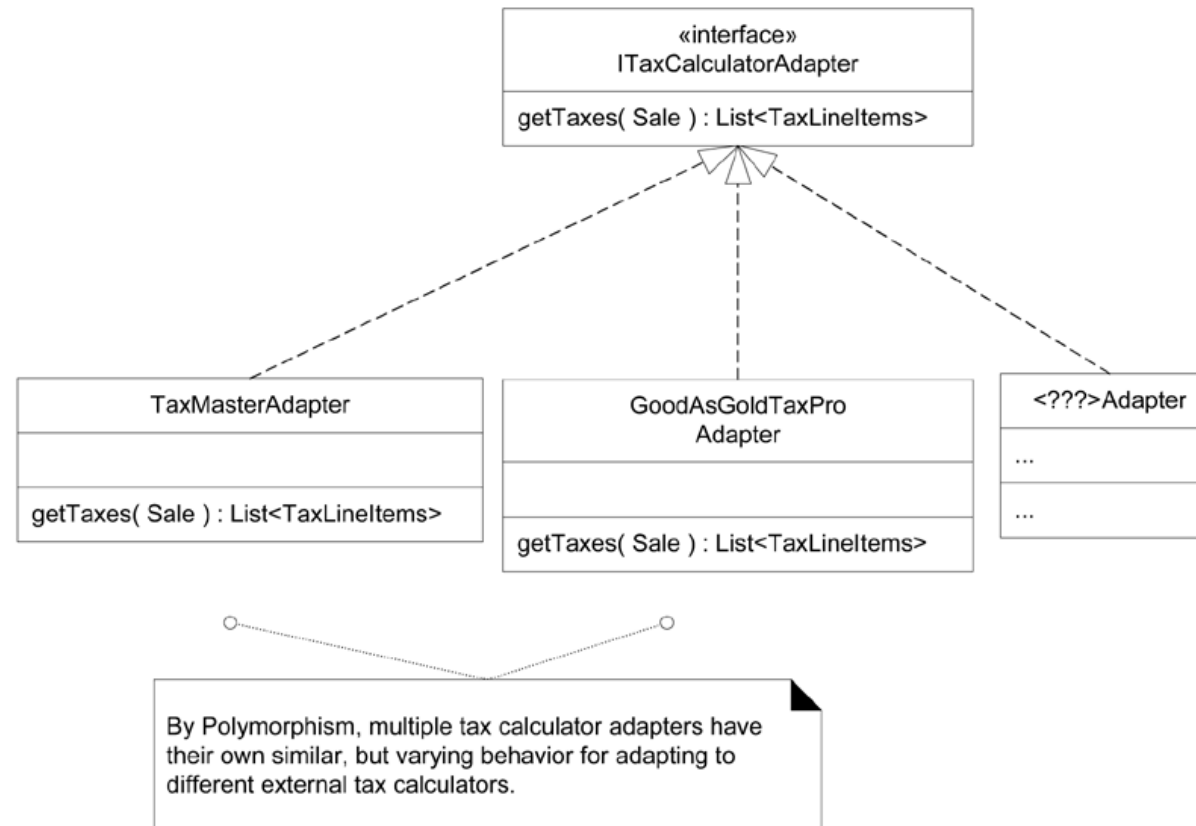 «interface»
ITaxCalculatorAdapter
getTaxes( Sale ) : List<TaxLineItems>
TaxMasterAdapter
getTaxes( Sale ) : List<TaxLineItems>
GoodAsGoldTaxPro
Adapter
getTaxes( Sale ) : List<TaxLineItems>
<???>Adapter
...
...
By Polymorphism, multiple tax calculator adapters have
their own similar, but varying behavior for adapting to
different external tax calculators.